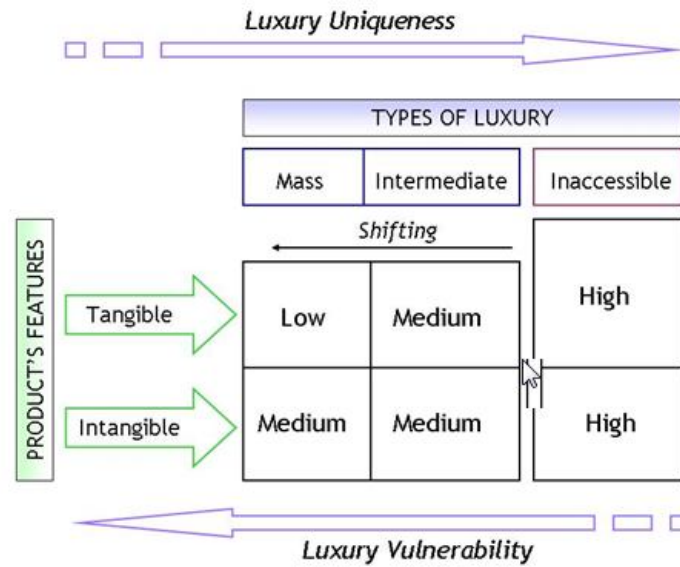 Luxury Uniqueness
TYPES OF LUXURY
Mass Intermediate Inaccessible
Shifting
PRODUCT'S FEATURES
Tangible Low Medium High
Intangible Medium Medium High
Luxury Vulnerability